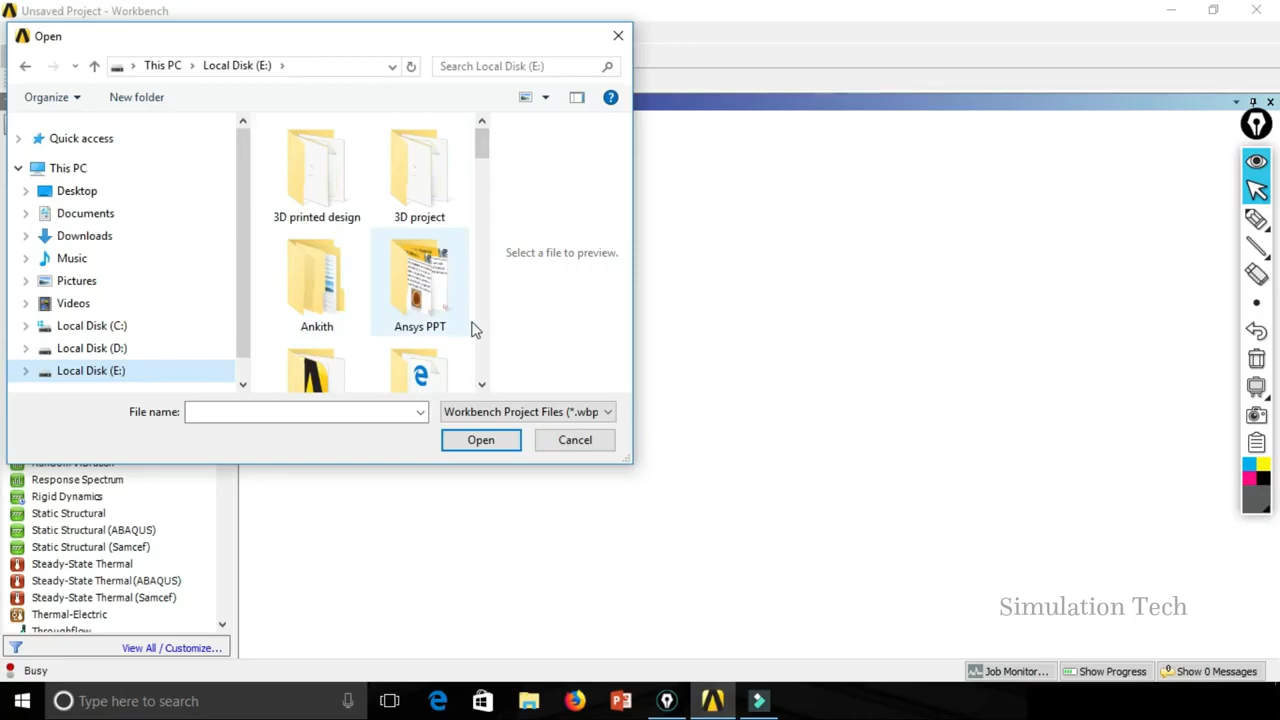 Unsaved Project - Workbench
Open
This PC
Local Disk (E:)
Search Local Disk (E:)
Organize
New folder
Quick access
This PC
Desktop
Documents
Downloads
Music
Pictures
Videos
Local Disk (C:)
Local Disk (D:)
Local Disk (E:)
3D printed design
3D project
Ankith
Ansys PPT
Select a file to preview.
File name:
Workbench Project Files (*.wbp
Open
Cancel
Response Spectrum
Rigid Dynamics
Static Structural
Static Structural (ABAQUS)
Static Structural (Samcef)
Steady-State Thermal
Steady-State Thermal (ABAQUS)
Steady-State Thermal (Samcef)
Thermal-Electric
Throughflow
View All / Customize...
Simulation Tech
Busy
Job Monitor...
Show Progress
Show 0 Messages
Type here to search